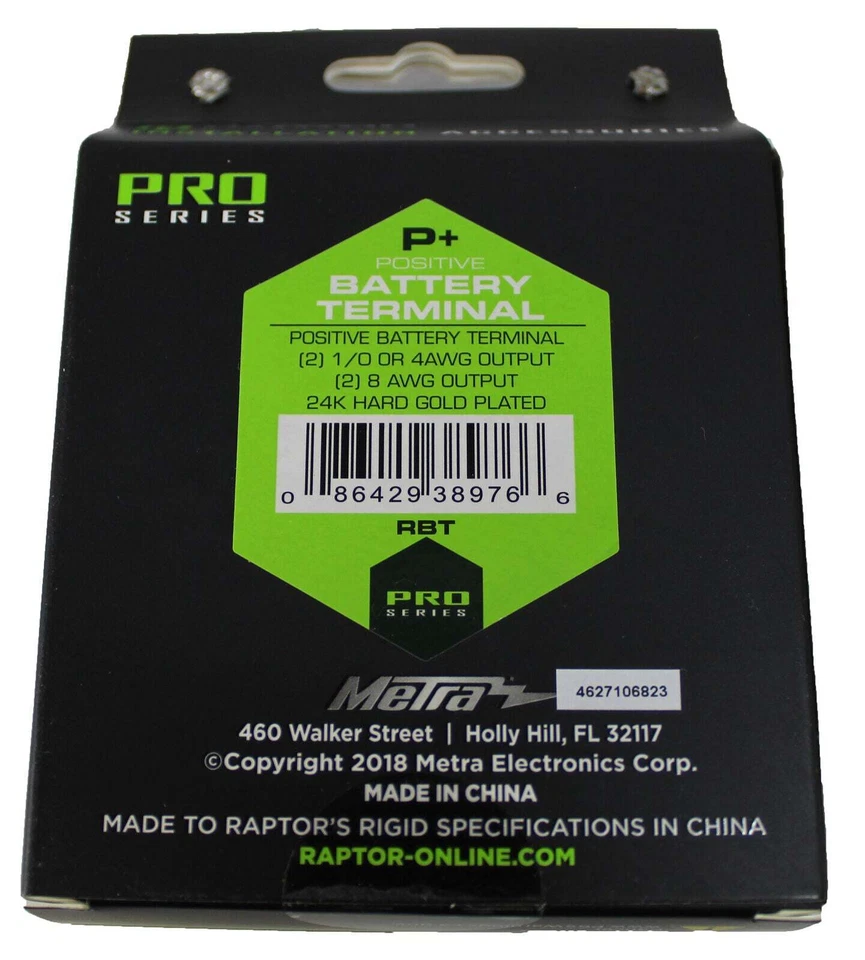 INSTALLATION ACCESSORIES
PRO
SERIES
P+
POSITIVE
BATTERY
TERMINAL
POSITIVE BATTERY TERMINAL
(2) 1/0 OR 4AWG OUTPUT
(2) 8 AWG OUTPUT
24K HARD GOLD PLATED
0 86429 38976 6
RBT
PRO
SERIES
Metra
4627106823
460 Walker Street | Holly Hill, FL 32117
©Copyright 2018 Metra Electronics Corp.
MADE IN CHINA
MADE TO RAPTOR'S RIGID SPECIFICATIONS IN CHINA
RAPTOR-ONLINE.COM